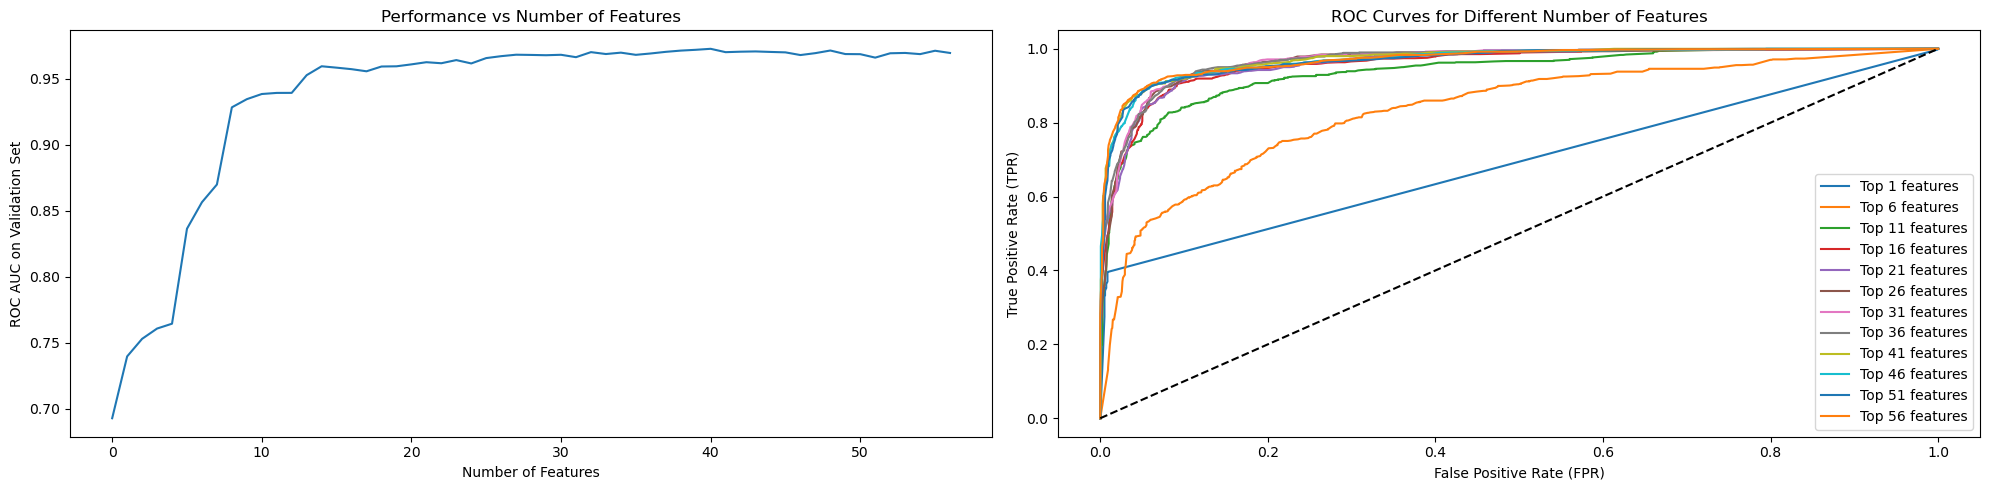 Performance vs Number of Features
ROC AUC on Validation Set
0.95
0.90
0.85
0.80
0.75
0.70
0
10
20
30
40
50
Number of Features
ROC Curves for Different Number of Features
True Positive Rate (TPR)
1.0
0.8
0.6
0.4
0.2
0.0
Top 1 features
Top 6 features
Top 11 features
Top 16 features
Top 21 features
Top 26 features
Top 31 features
Top 36 features
Top 41 features
Top 46 features
Top 51 features
Top 56 features
0.0
0.2
0.4
0.6
0.8
1.0
False Positive Rate (FPR)